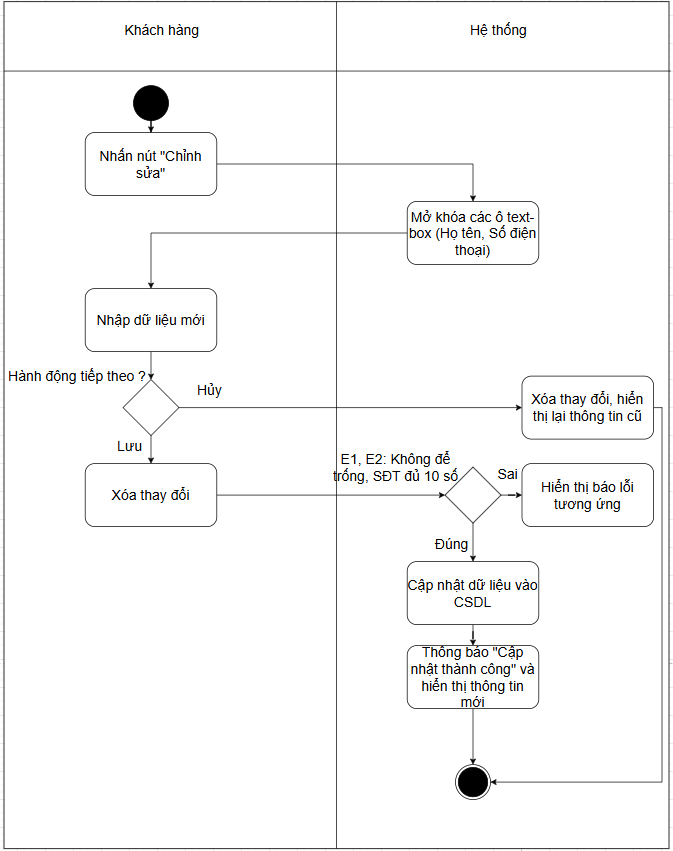 Khách hàng
Hệ thống
Nhấn nút "Chỉnh
sửa"
Mở khóa các ô text-
box (Họ tên, Số điện
thoại)
Nhập dữ liệu mới
Hành động tiếp theo ?
Hủy
Xóa thay đổi, hiển
thị lại thông tin cũ
Lưu
Xóa thay đổi
E1, E2: Không để
trống, SĐT đủ 10 số
Sai
Hiển thị báo lỗi
tương ứng
Đúng
Cập nhật dữ liệu vào
CSDL
Thông báo "Cập
nhật thành công" và
hiển thị thông tin
mới